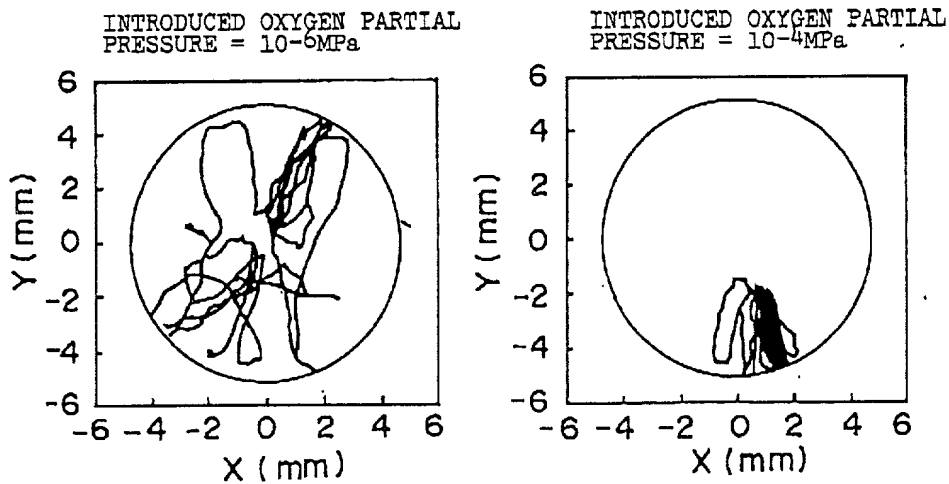 INTRODUCED OXYGEN PARTIAL
PRESSURE = 10-6MPa
6
4
2
0
-2
-4
-6
Y (mm)
-6 -4 -2 0 2 4 6
X (mm)
INTRODUCED OXYGEN PARTIAL
PRESSURE = 10-4MPa
6
4
2
0
-2
-4
-6
Y (mm)
-6 -4 -2 0 2 4 6
X (mm)